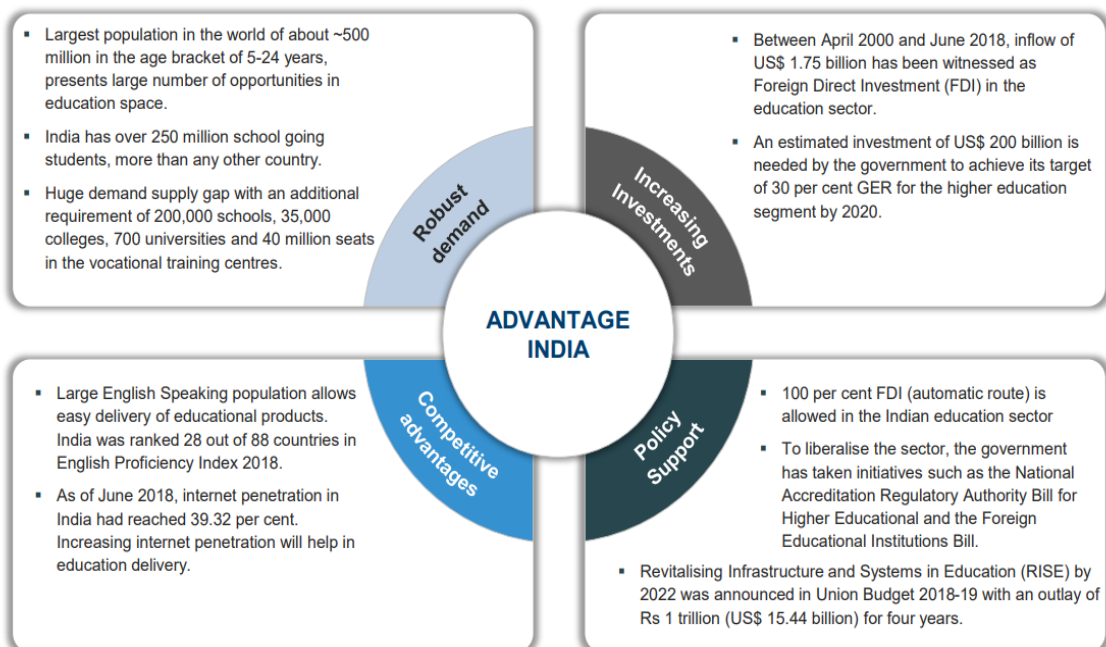 ▪ Largest population in the world of about ~500
million in the age bracket of 5-24 years,
presents large number of opportunities in
education space.
▪ India has over 250 million school going
students, more than any other country.
▪ Huge demand supply gap with an additional
requirement of 200,000 schools, 35,000
colleges, 700 universities and 40 million seats
in the vocational training centres.
Robust
demand
▪ Between April 2000 and June 2018, inflow of
US$ 1.75 billion has been witnessed as
Foreign Direct Investment (FDI) in the
education sector.
▪ An estimated investment of US$ 200 billion is
needed by the government to achieve its target
of 30 per cent GER for the higher education
segment by 2020.
Increasing
Investments
ADVANTAGE
INDIA
▪ Large English Speaking population allows
easy delivery of educational products.
India was ranked 28 out of 88 countries in
English Proficiency Index 2018.
▪ As of June 2018, internet penetration in
India had reached 39.32 per cent.
Increasing internet penetration will help in
education delivery.
Competitive
advantages
▪ 100 per cent FDI (automatic route) is
allowed in the Indian education sector
▪ To liberalise the sector, the government
has taken initiatives such as the National
Accreditation Regulatory Authority Bill for
Higher Educational and the Foreign
Educational Institutions Bill.
▪ Revitalising Infrastructure and Systems in Education (RISE) by
2022 was announced in Union Budget 2018-19 with an outlay of
Rs 1 trillion (US$ 15.44 billion) for four years.
Policy
Support